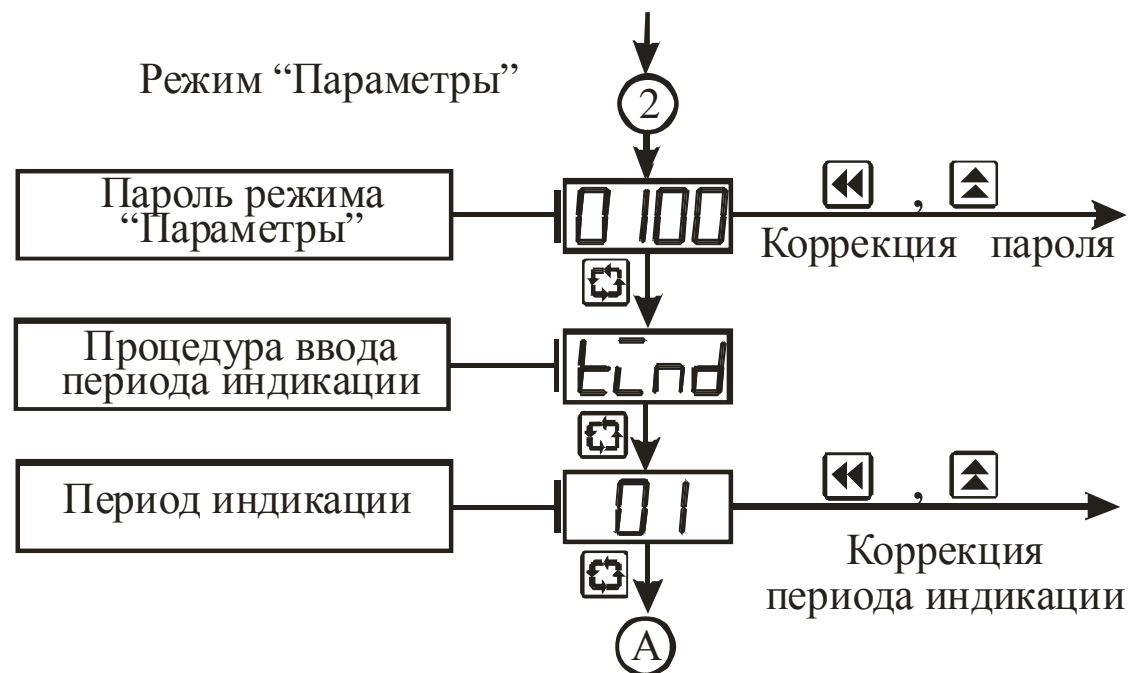 Режим “Параметры”
2
Пароль режима
“Параметры”
0100
,
Коррекция пароля
Процедура ввода
периода индикации
tind
Период индикации
01
,
Коррекция
периода индикации
A